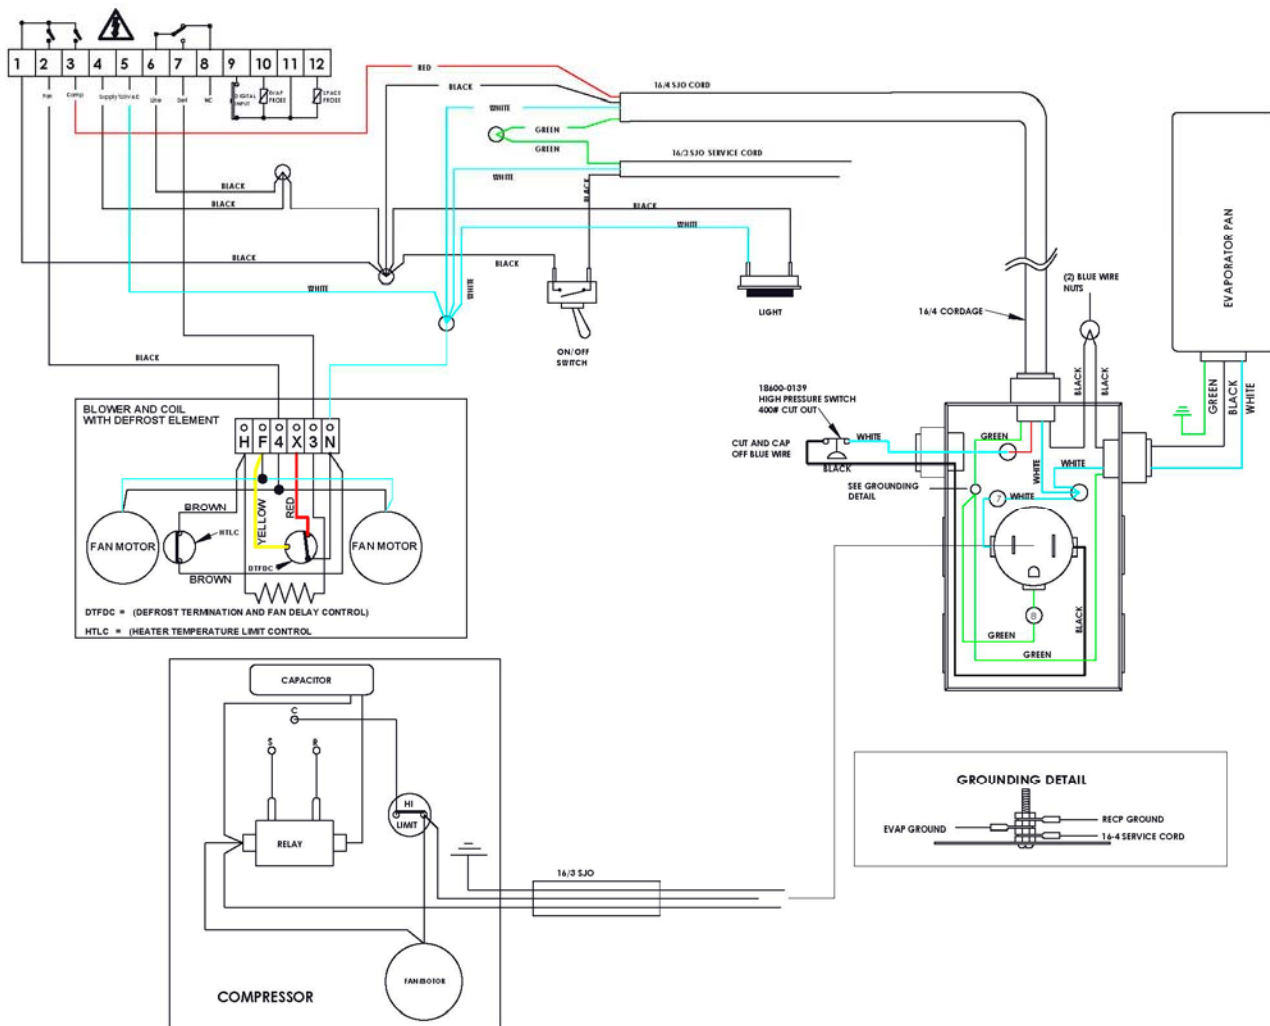 1 2 3 4 5 6 7 8 9 10 11 12
Fan
Compl
Supply 120VAC
Line
Def
NC
DIGITAL
INPUT
EVAP
PROBE
SPACE
PROBE
RED
BLACK
WHITE
GREEN
GREEN
WHITE
16/4 SJO CORD
16/3 SJO SERVICE CORD
BLACK
BLACK
BLACK
BLACK
WHITE
BLACK
WHITE
BLACK
WHITE
BLACK
LIGHT
ON/OFF
SWITCH
16/4 CORDAGE
(2) BLUE WIRE
NUTS
EVAPORATOR PAN
GREEN
BLACK
WHITE
BLACK
BLACK
18600-0139
HIGH PRESSURE SWITCH
400# CUT OUT
CUT AND CAP
OFF BLUE WIRE
WHITE
BLACK
GREEN
WHITE
WHITE
SEE GROUNDING
DETAIL
7
WHITE
8
GREEN
GREEN
BLACK
BLOWER AND COIL
WITH DEFROST ELEMENT
H F 4 X 3 N
BROWN
YELLOW
RED
FAN MOTOR
HTLC
FAN MOTOR
DTFDC
BROWN
DTFDC = (DEFROST TERMINATION AND FAN DELAY CONTROL)
HTLC = (HEATER TEMPERATURE LIMIT CONTROL
CAPACITOR
C
S
R
HI
LIMIT
RELAY
16/3 SJO
FAN MOTOR
COMPRESSOR
GROUNDING DETAIL
EVAP GROUND
RECP GROUND
16-4 SERVICE CORD